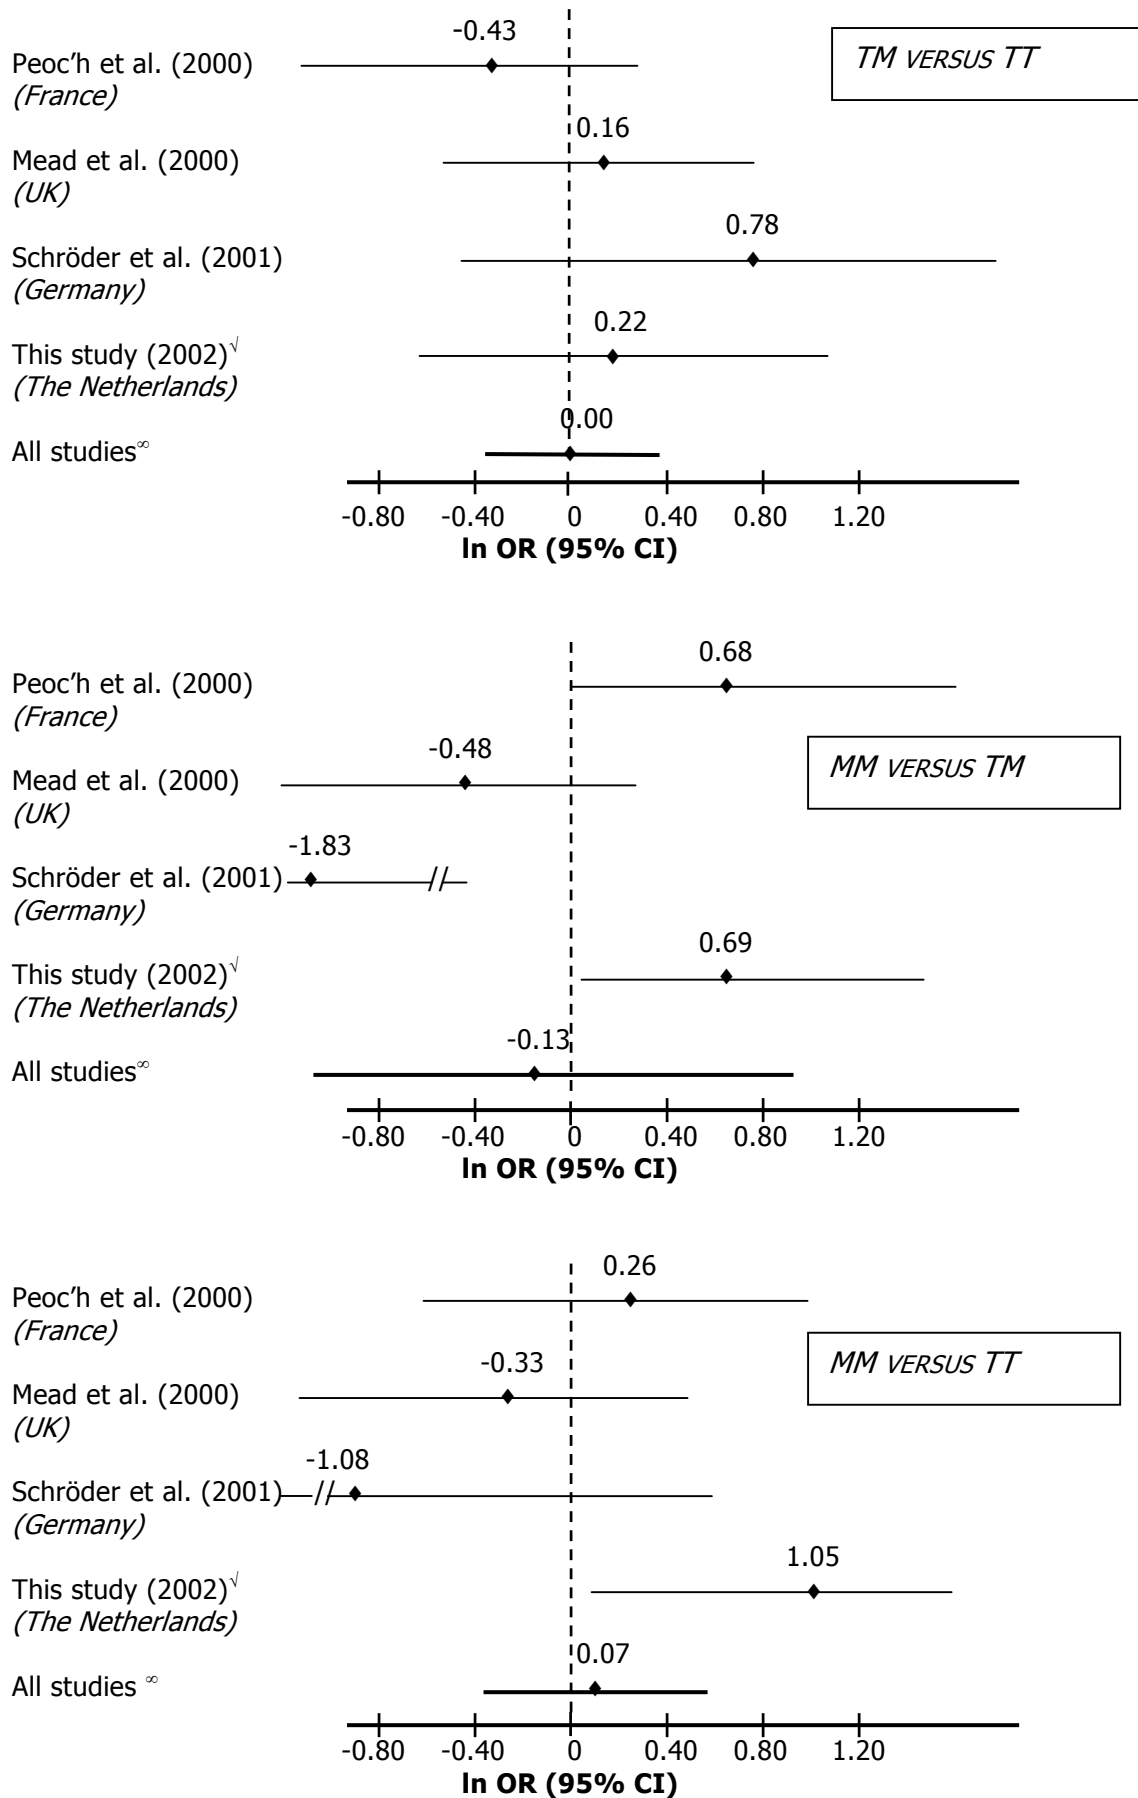 -0.43
Peoc'h et al. (2000)
(France)
TM VERSUS TT
0.16
Mead et al. (2000)
(UK)
0.78
Schröder et al. (2001)
(Germany)
0.22
This study (2002)√
(The Netherlands)
0.00
All studies∞
-0.80 -0.40 0 0.40 0.80 1.20
ln OR (95% CI)
0.68
Peoc'h et al. (2000)
(France)
-0.48
MM VERSUS TM
Mead et al. (2000)
(UK)
-1.83
Schröder et al. (2001)
//
(Germany)
0.69
This study (2002)√
(The Netherlands)
-0.13
All studies∞
-0.80 -0.40 0 0.40 0.80 1.20
ln OR (95% CI)
0.26
Peoc'h et al. (2000)
(France)
-0.33
MM VERSUS TT
Mead et al. (2000)
(UK)
-1.08
Schröder et al. (2001)
//
(Germany)
1.05
This study (2002)√
(The Netherlands)
0.07
All studies ∞
-0.80 -0.40 0 0.40 0.80 1.20
ln OR (95% CI)